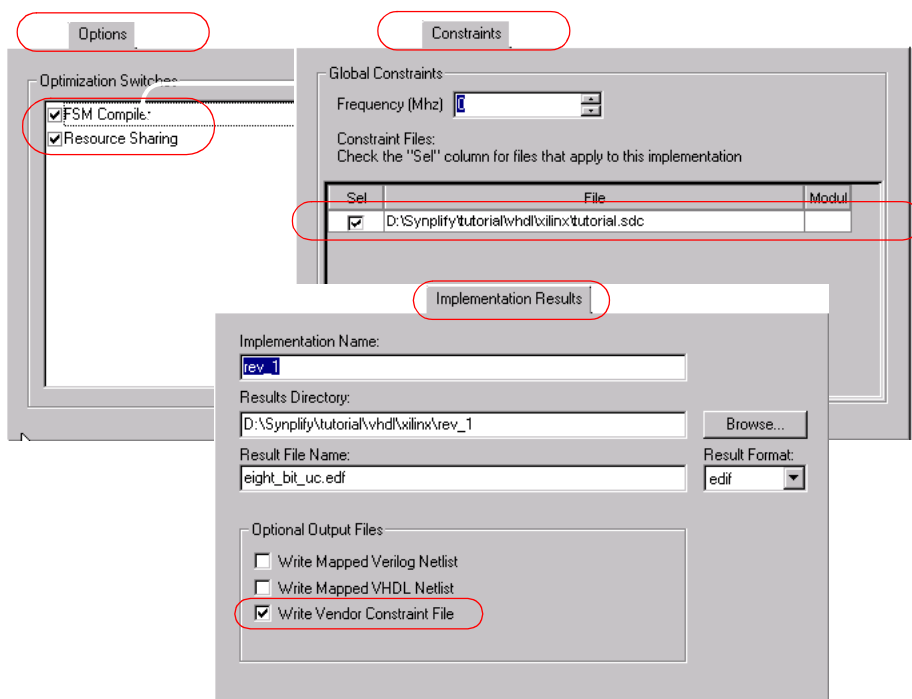 Options
Constraints
Optimization Switches
FSM Compiler
Resource Sharing
Global Constraints
Frequency (Mhz) 0
Constraint Files:
Check the "Sel" column for files that apply to this implementation
Sel File Modul
D:\Synplify\tutorial\vhdl\xilinx\tutorial.sdc
Implementation Results
Implementation Name:
rev_1
Results Directory:
D:\Synplify\tutorial\vhdl\xilinx\rev_1 Browse...
Result File Name: Result Format:
eight_bit_uc.edf edif
Optional Output Files
Write Mapped Verilog Netlist
Write Mapped VHDL Netlist
Write Vendor Constraint File